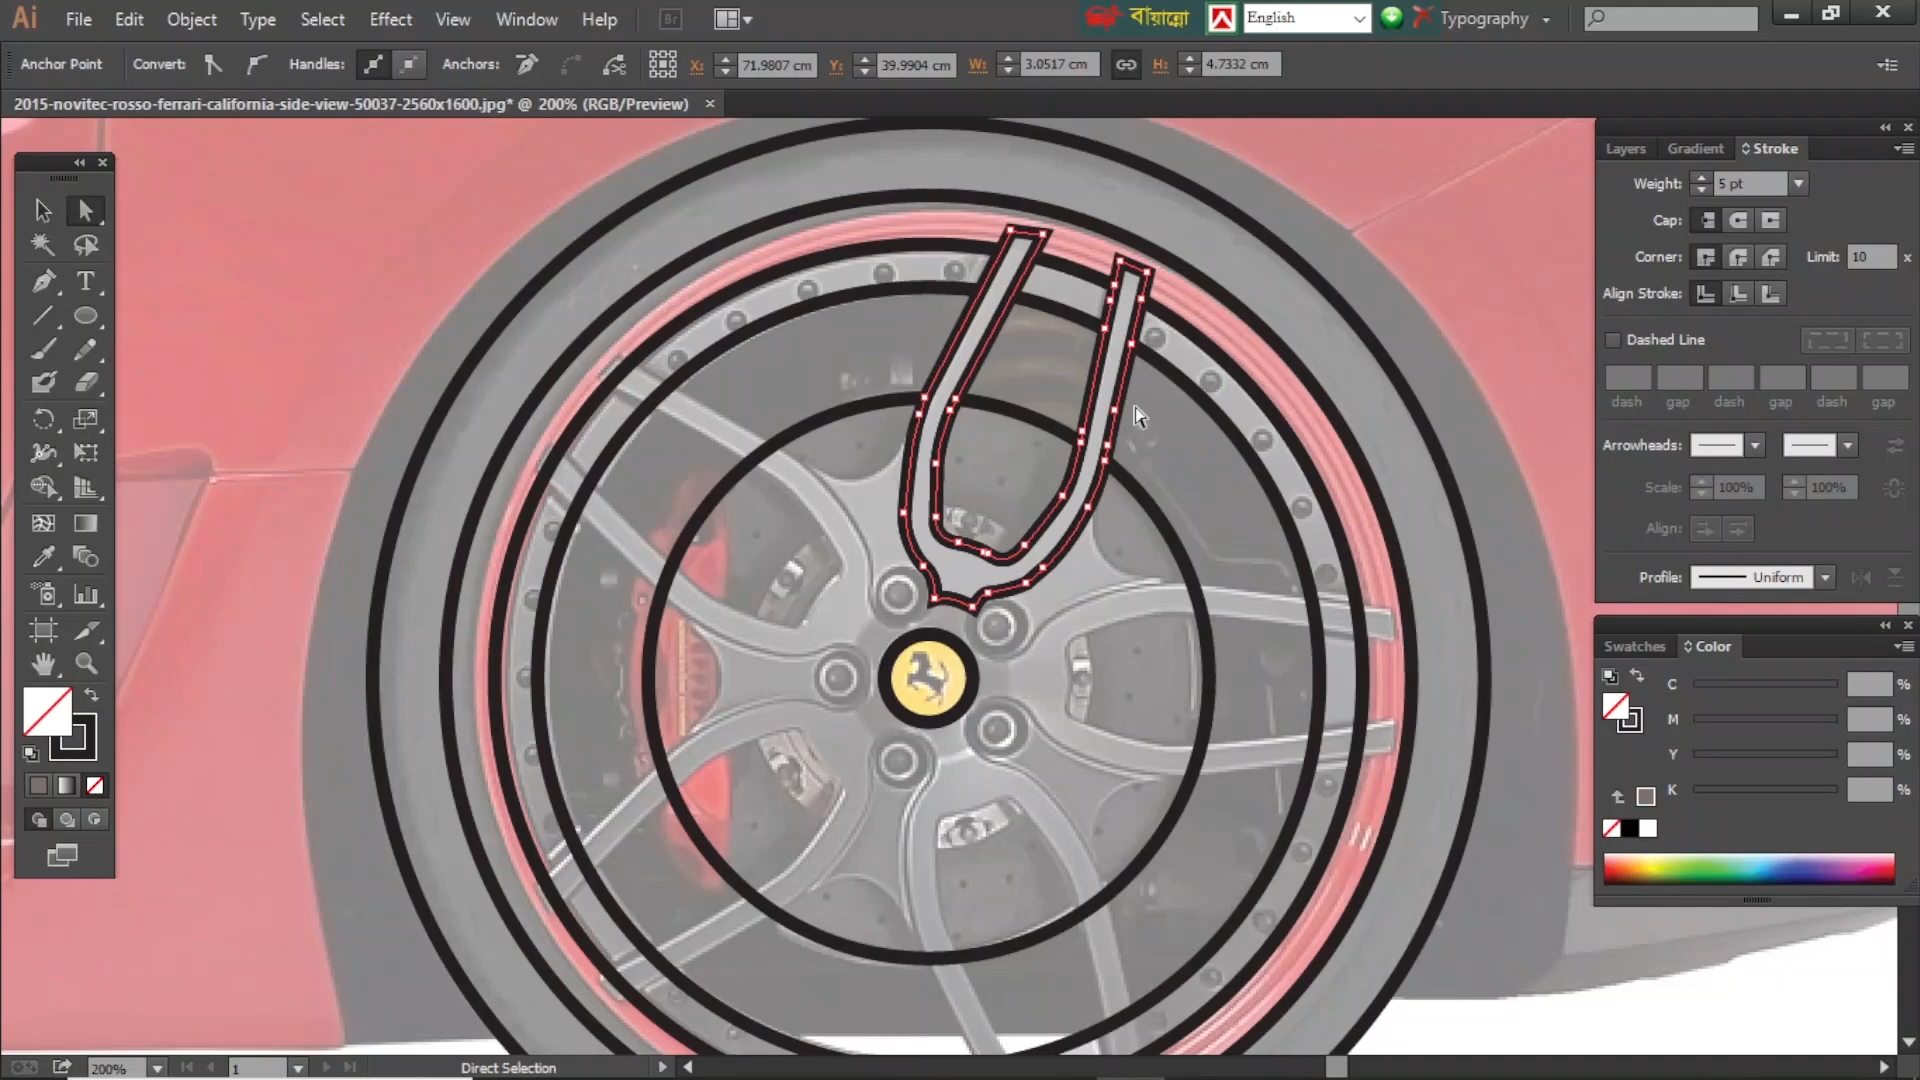 Ai File Edit Object Type Select Effect View Window Help Br বায়ান্নো English Typography
Anchor Point Convert: Handles: Anchors: X: 71.9807 cm Y: 39.9904 cm W: 3.0517 cm H: 4.7332 cm
2015-novitec-rosso-ferrari-california-side-view-50037-2560x1600.jpg* @ 200% (RGB/Preview) ×
Layers Gradient Stroke
Weight: 5 pt
Cap:
Corner: Limit: 10 x
Align Stroke:
Dashed Line
dash gap dash gap dash gap
Arrowheads:
Scale: 100% 100%
Align:
Profile: Uniform
Swatches Color
C %
M %
Y %
K %
T
200% 1 Direct Selection